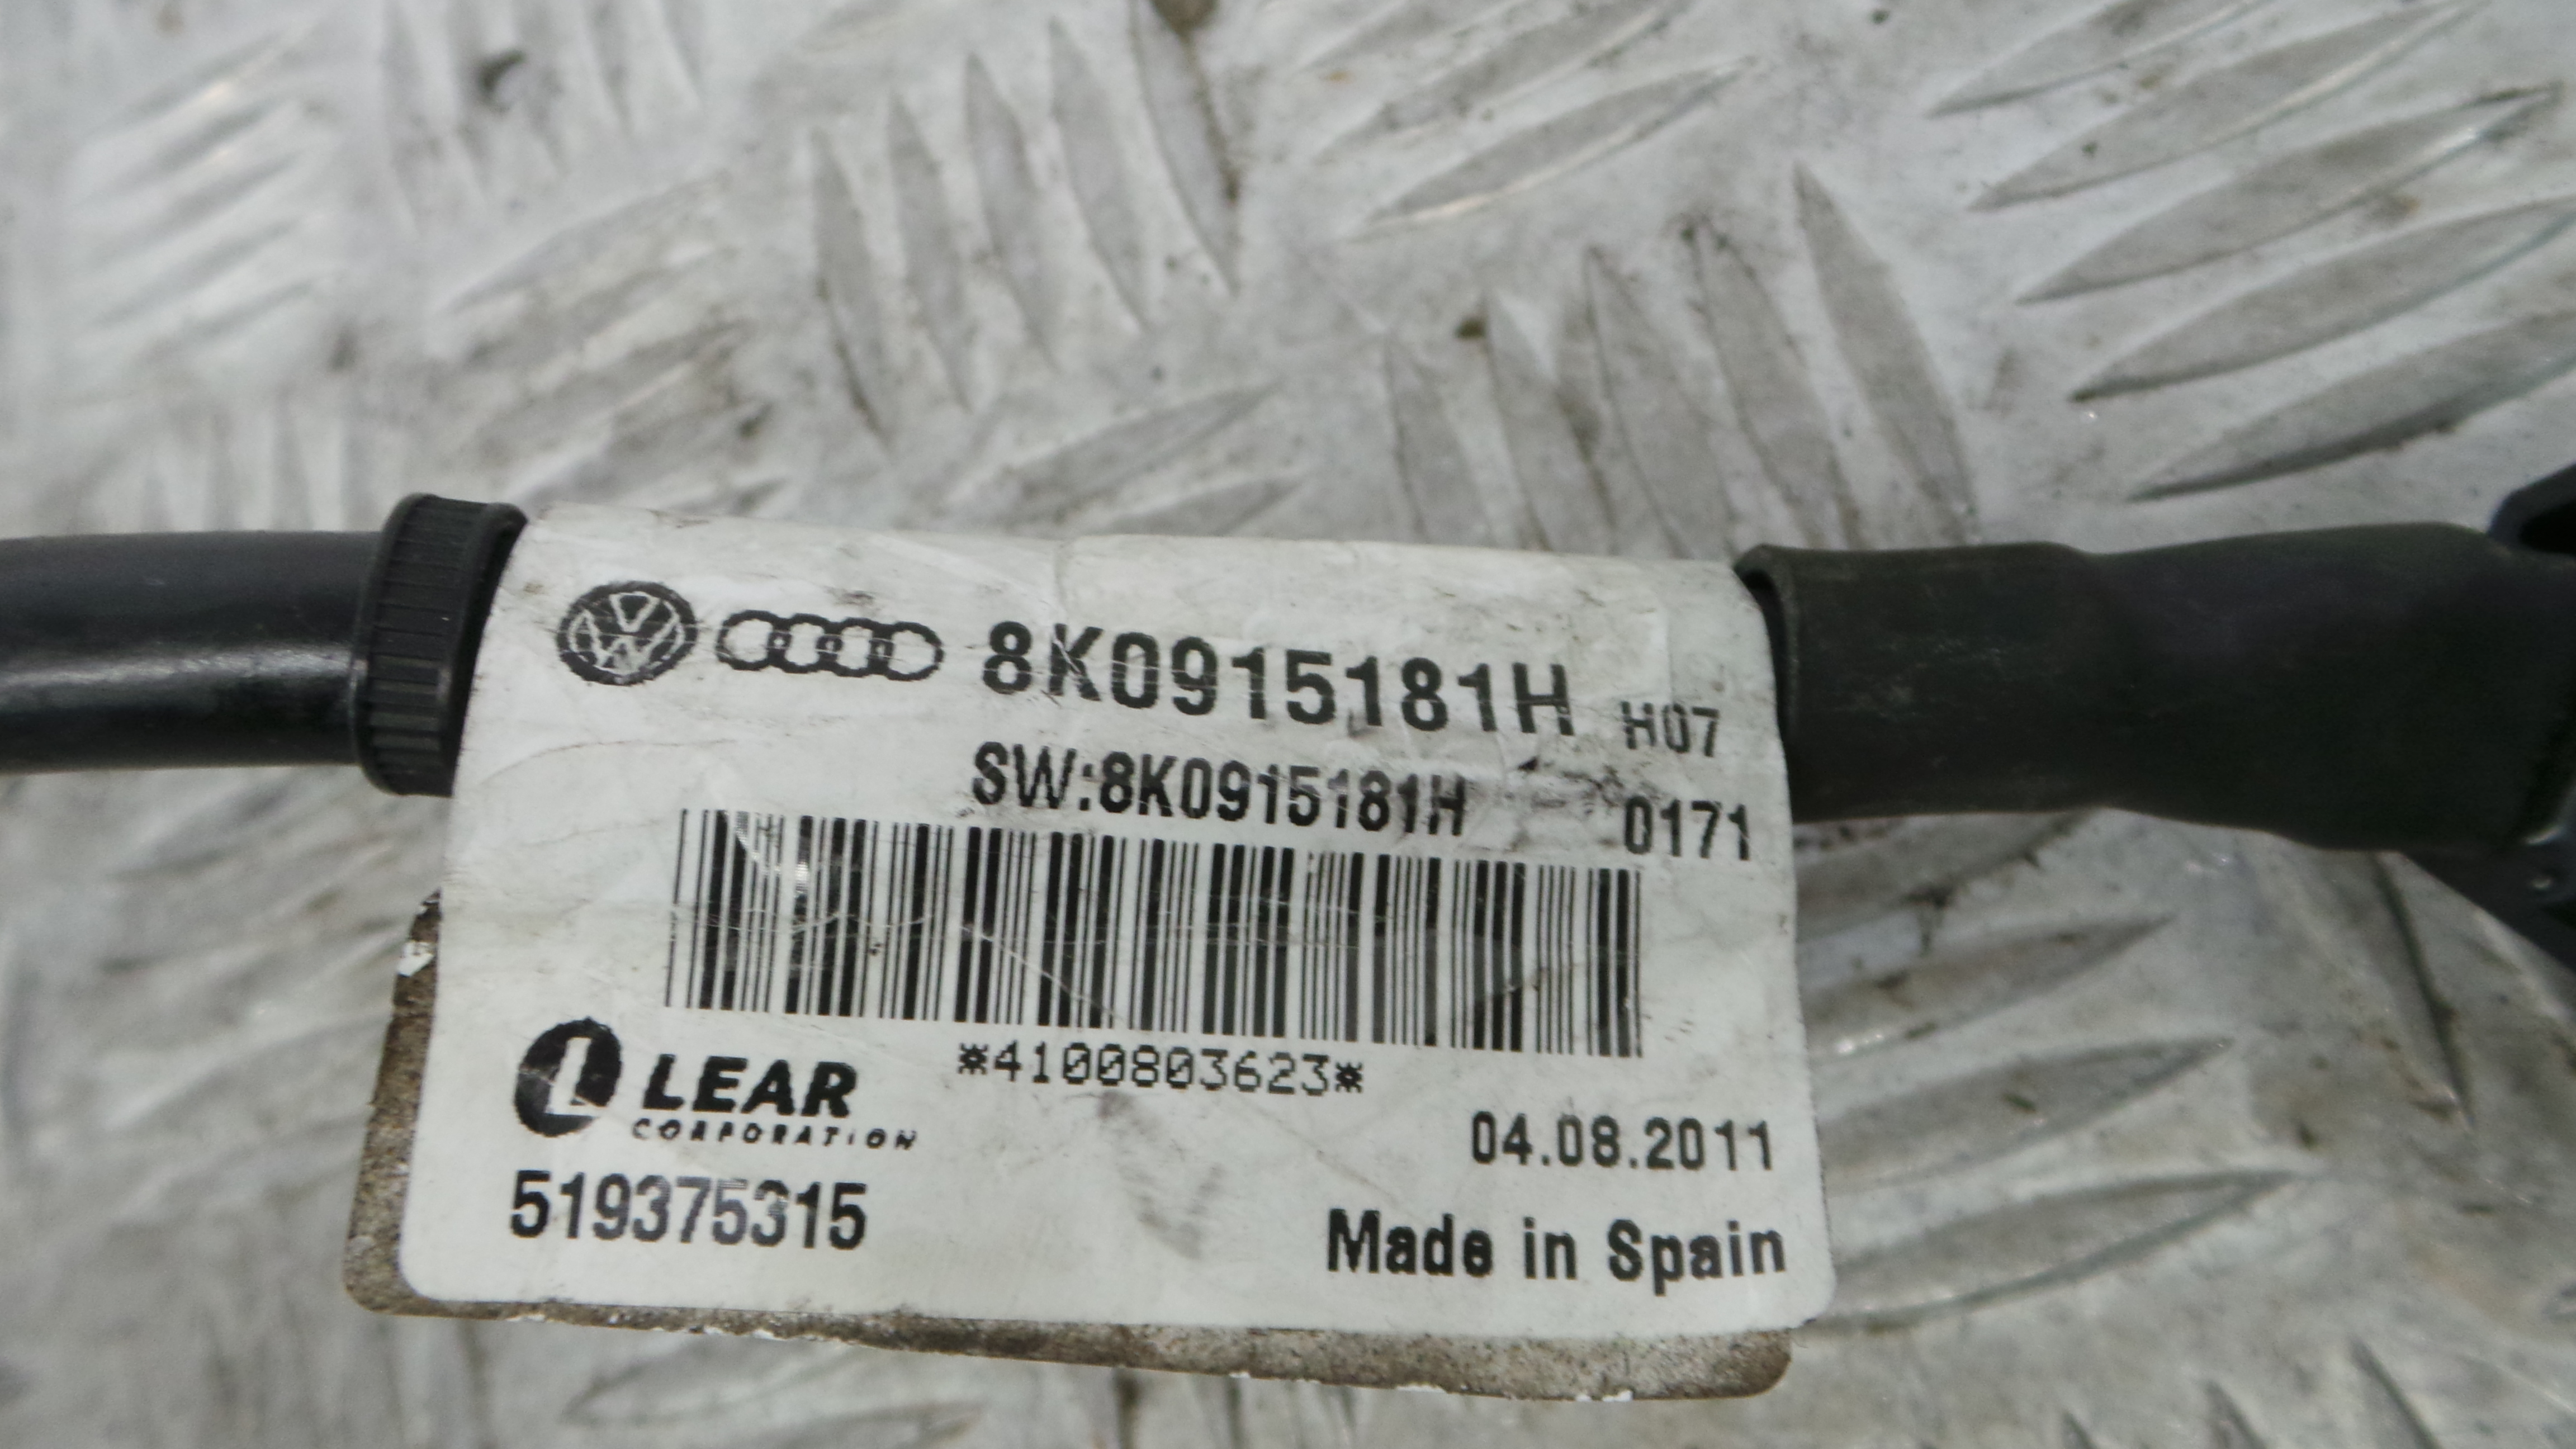 8K0915181H H07
SW:8K0915181H 0171
*4100803623*
LEAR
CORPORATION
04.08.2011
519375315
Made in Spain